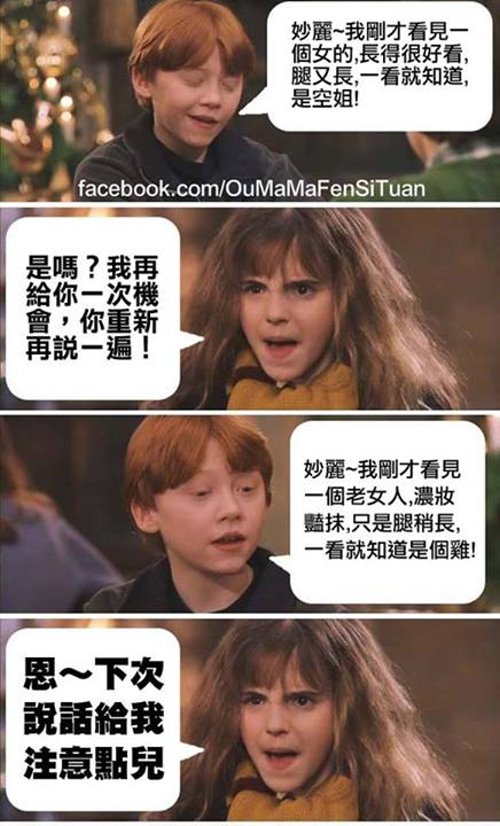 妙麗~我剛才看見一
個女的,長得很好看,
腿又長,一看就知道,
是空姐!
facebook.com/OuMaMaFenSiTuan
是嗎？我再
給你一次機
會，你重新
再說一遍！
妙麗~我剛才看見
一個老女人,濃妝
豔抹,只是腿稍長,
一看就知道是個雞!
恩～下次
說話給我
注意點兒